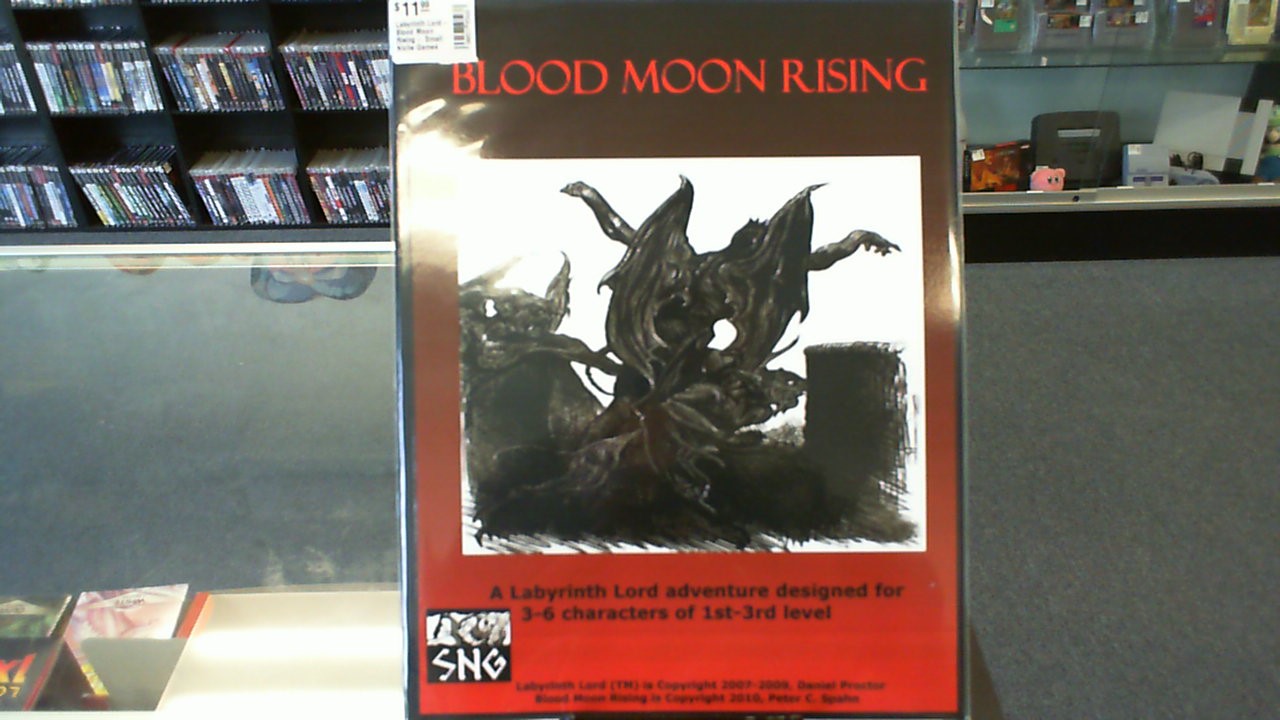 $11.99
Labyrinth Lord -
Blood Moon
Rising - Small
Niche Games
BLOOD MOON RISING
A Labyrinth Lord adventure designed for
3-6 characters of 1st-3rd level
SNG
Labyrinth Lord (TM) is Copyright 2007-2009, Daniel Proctor
Blood Moon Rising is Copyright 2010, Peter C. Spahn